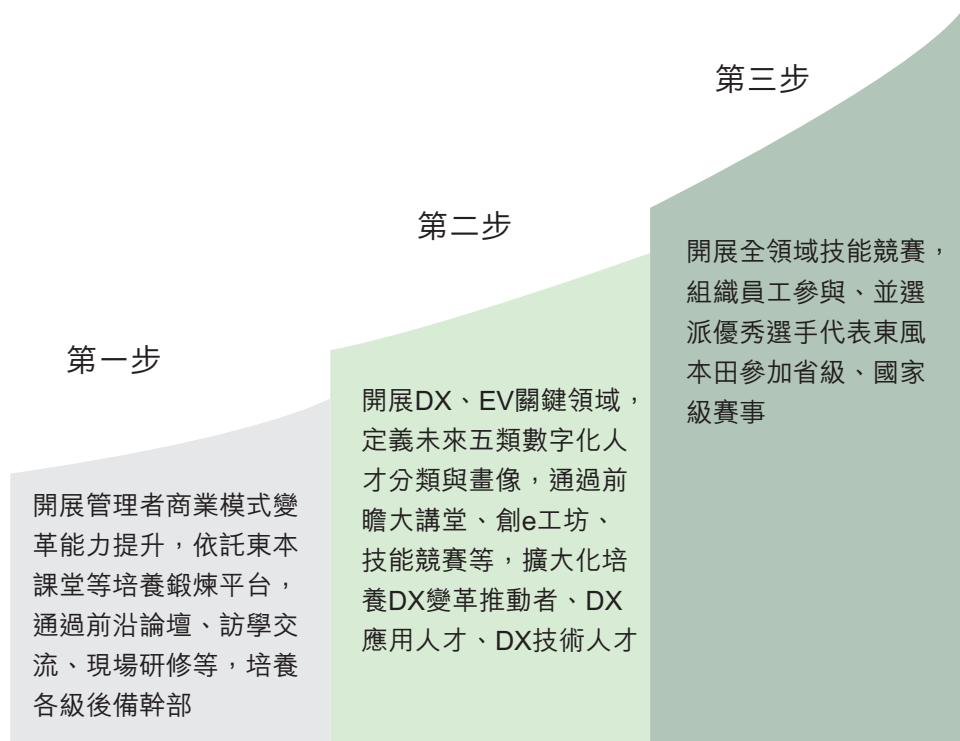 第一步
開展管理者商業模式變
革能力提升，依託東本
課堂等培養鍛煉平台，
通過前沿論壇、訪學交
流、現場研修等，培養
各級後備幹部
第二步
開展DX、EV關鍵領域，
定義未來五類數字化人
才分類與畫像，通過前
瞻大講堂、創e工坊、
技能競賽等，擴大化培
養DX變革推動者、DX
應用人才、DX技術人才
第三步
開展全領域技能競賽，
組織員工參與、並選
派優秀選手代表東風
本田參加省級、國家
級賽事